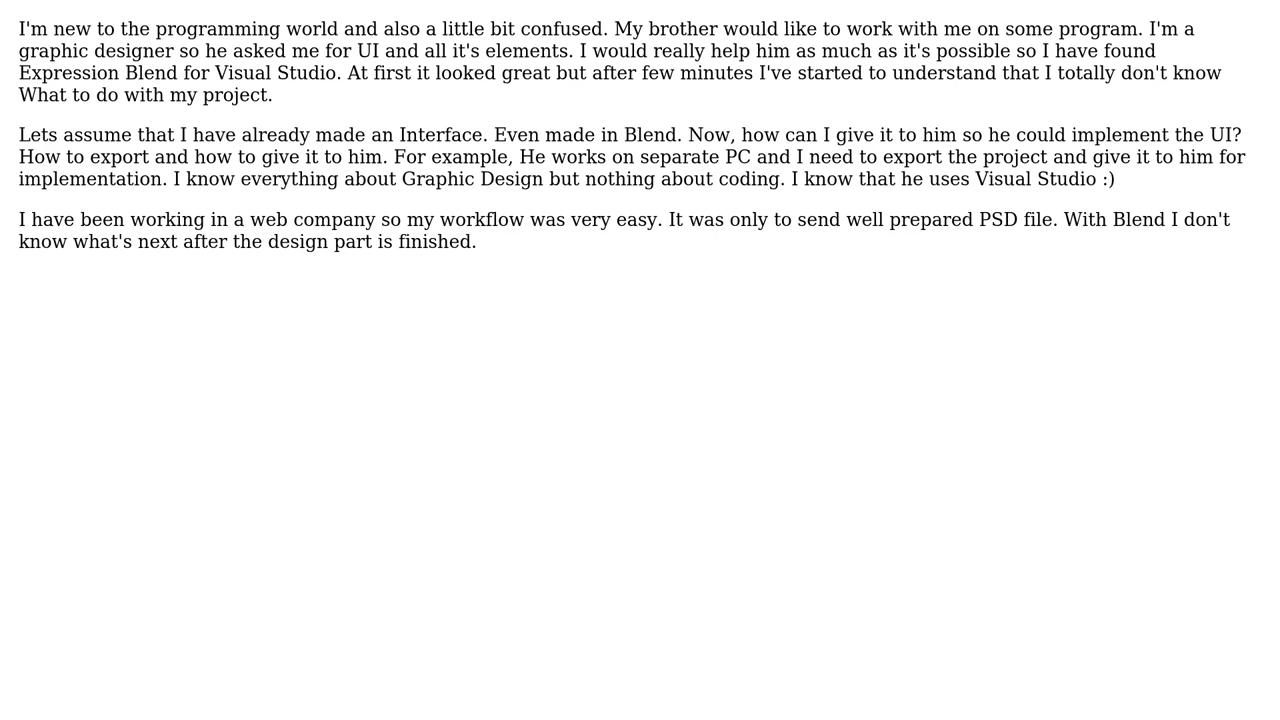 I'm new to the programming world and also a little bit confused. My brother would like to work with me on some program. I'm a
graphic designer so he asked me for UI and all it's elements. I would really help him as much as it's possible so I have found
Expression Blend for Visual Studio. At first it looked great but after few minutes I've started to understand that I totally don't know
What to do with my project.
Lets assume that I have already made an Interface. Even made in Blend. Now, how can I give it to him so he could implement the UI?
How to export and how to give it to him. For example, He works on separate PC and I need to export the project and give it to him for
implementation. I know everything about Graphic Design but nothing about coding. I know that he uses Visual Studio :)
I have been working in a web company so my workflow was very easy. It was only to send well prepared PSD file. With Blend I don't
know what's next after the design part is finished.